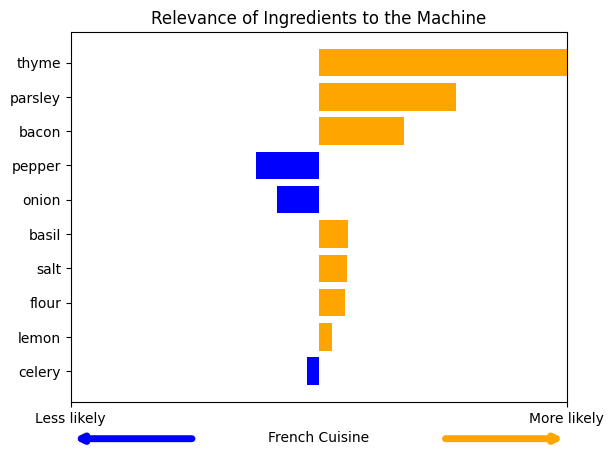 Relevance of Ingredients to the Machine
thyme
parsley
bacon
pepper
onion
basil
salt
flour
lemon
celery
Less likely
More likely
French Cuisine